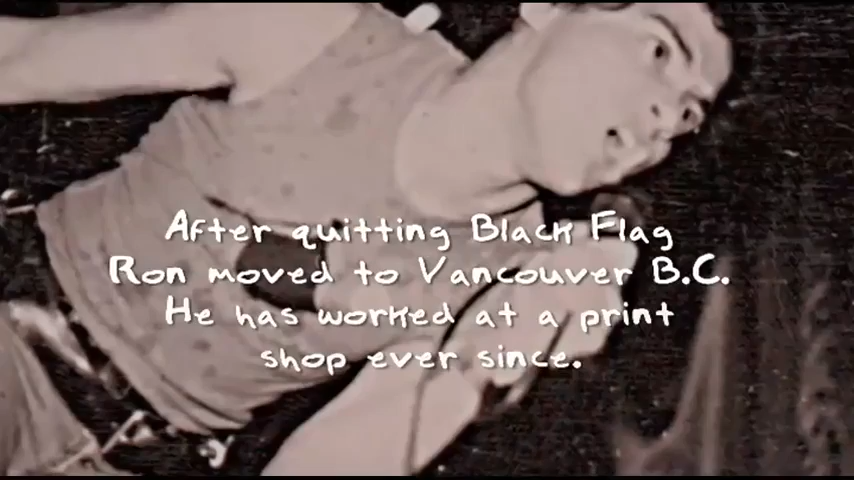 After quitting Black Flag
Ron moved to Vancouver B.C.
He has worked at a print
shop ever since.